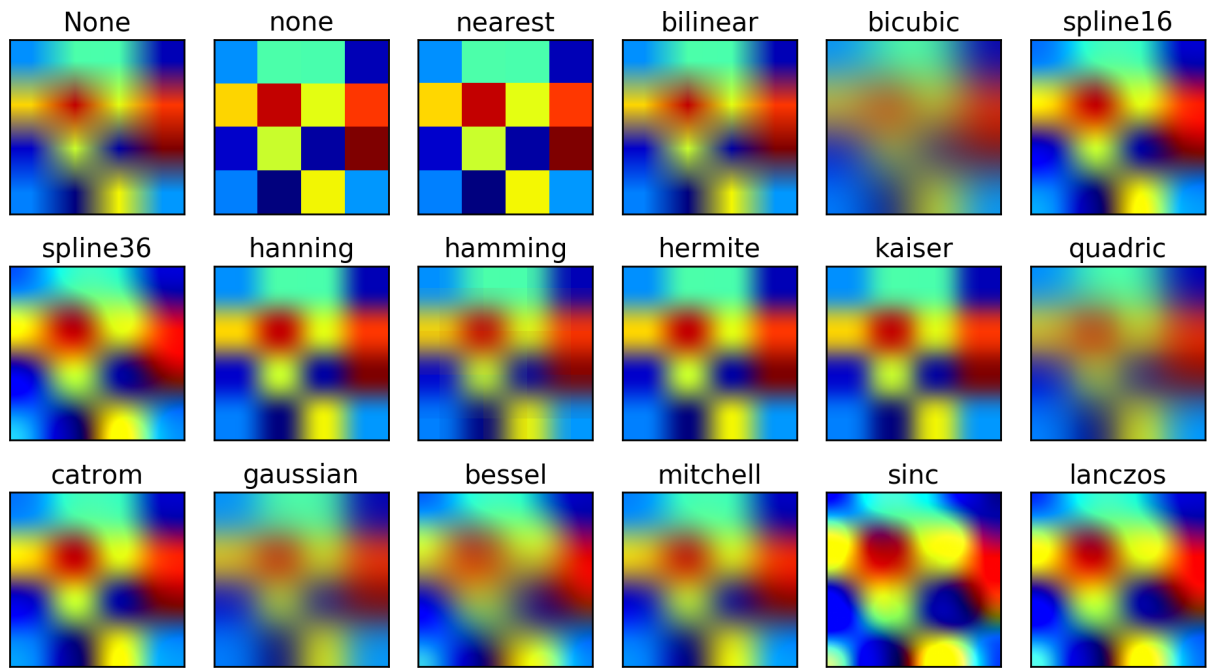 None none nearest bilinear bicubic spline16
spline36 hanning hamming hermite kaiser quadric
catrom gaussian bessel mitchell sinc lanczos